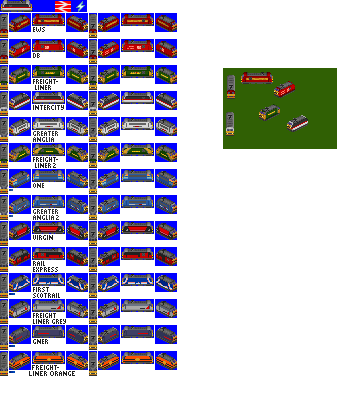 EWS
DB
FREIGHT-
LINER
INTERCITY
GREATER
ANGLIA
FREIGHT-
LINER 2
ONE
GREATER
ANGLIA 2
VIRGIN
RAIL
EXPRESS
FIRST
SCOTRAIL
FREIGHT
LINER GREY
GNER
FREIGHT-
LINER ORANGE